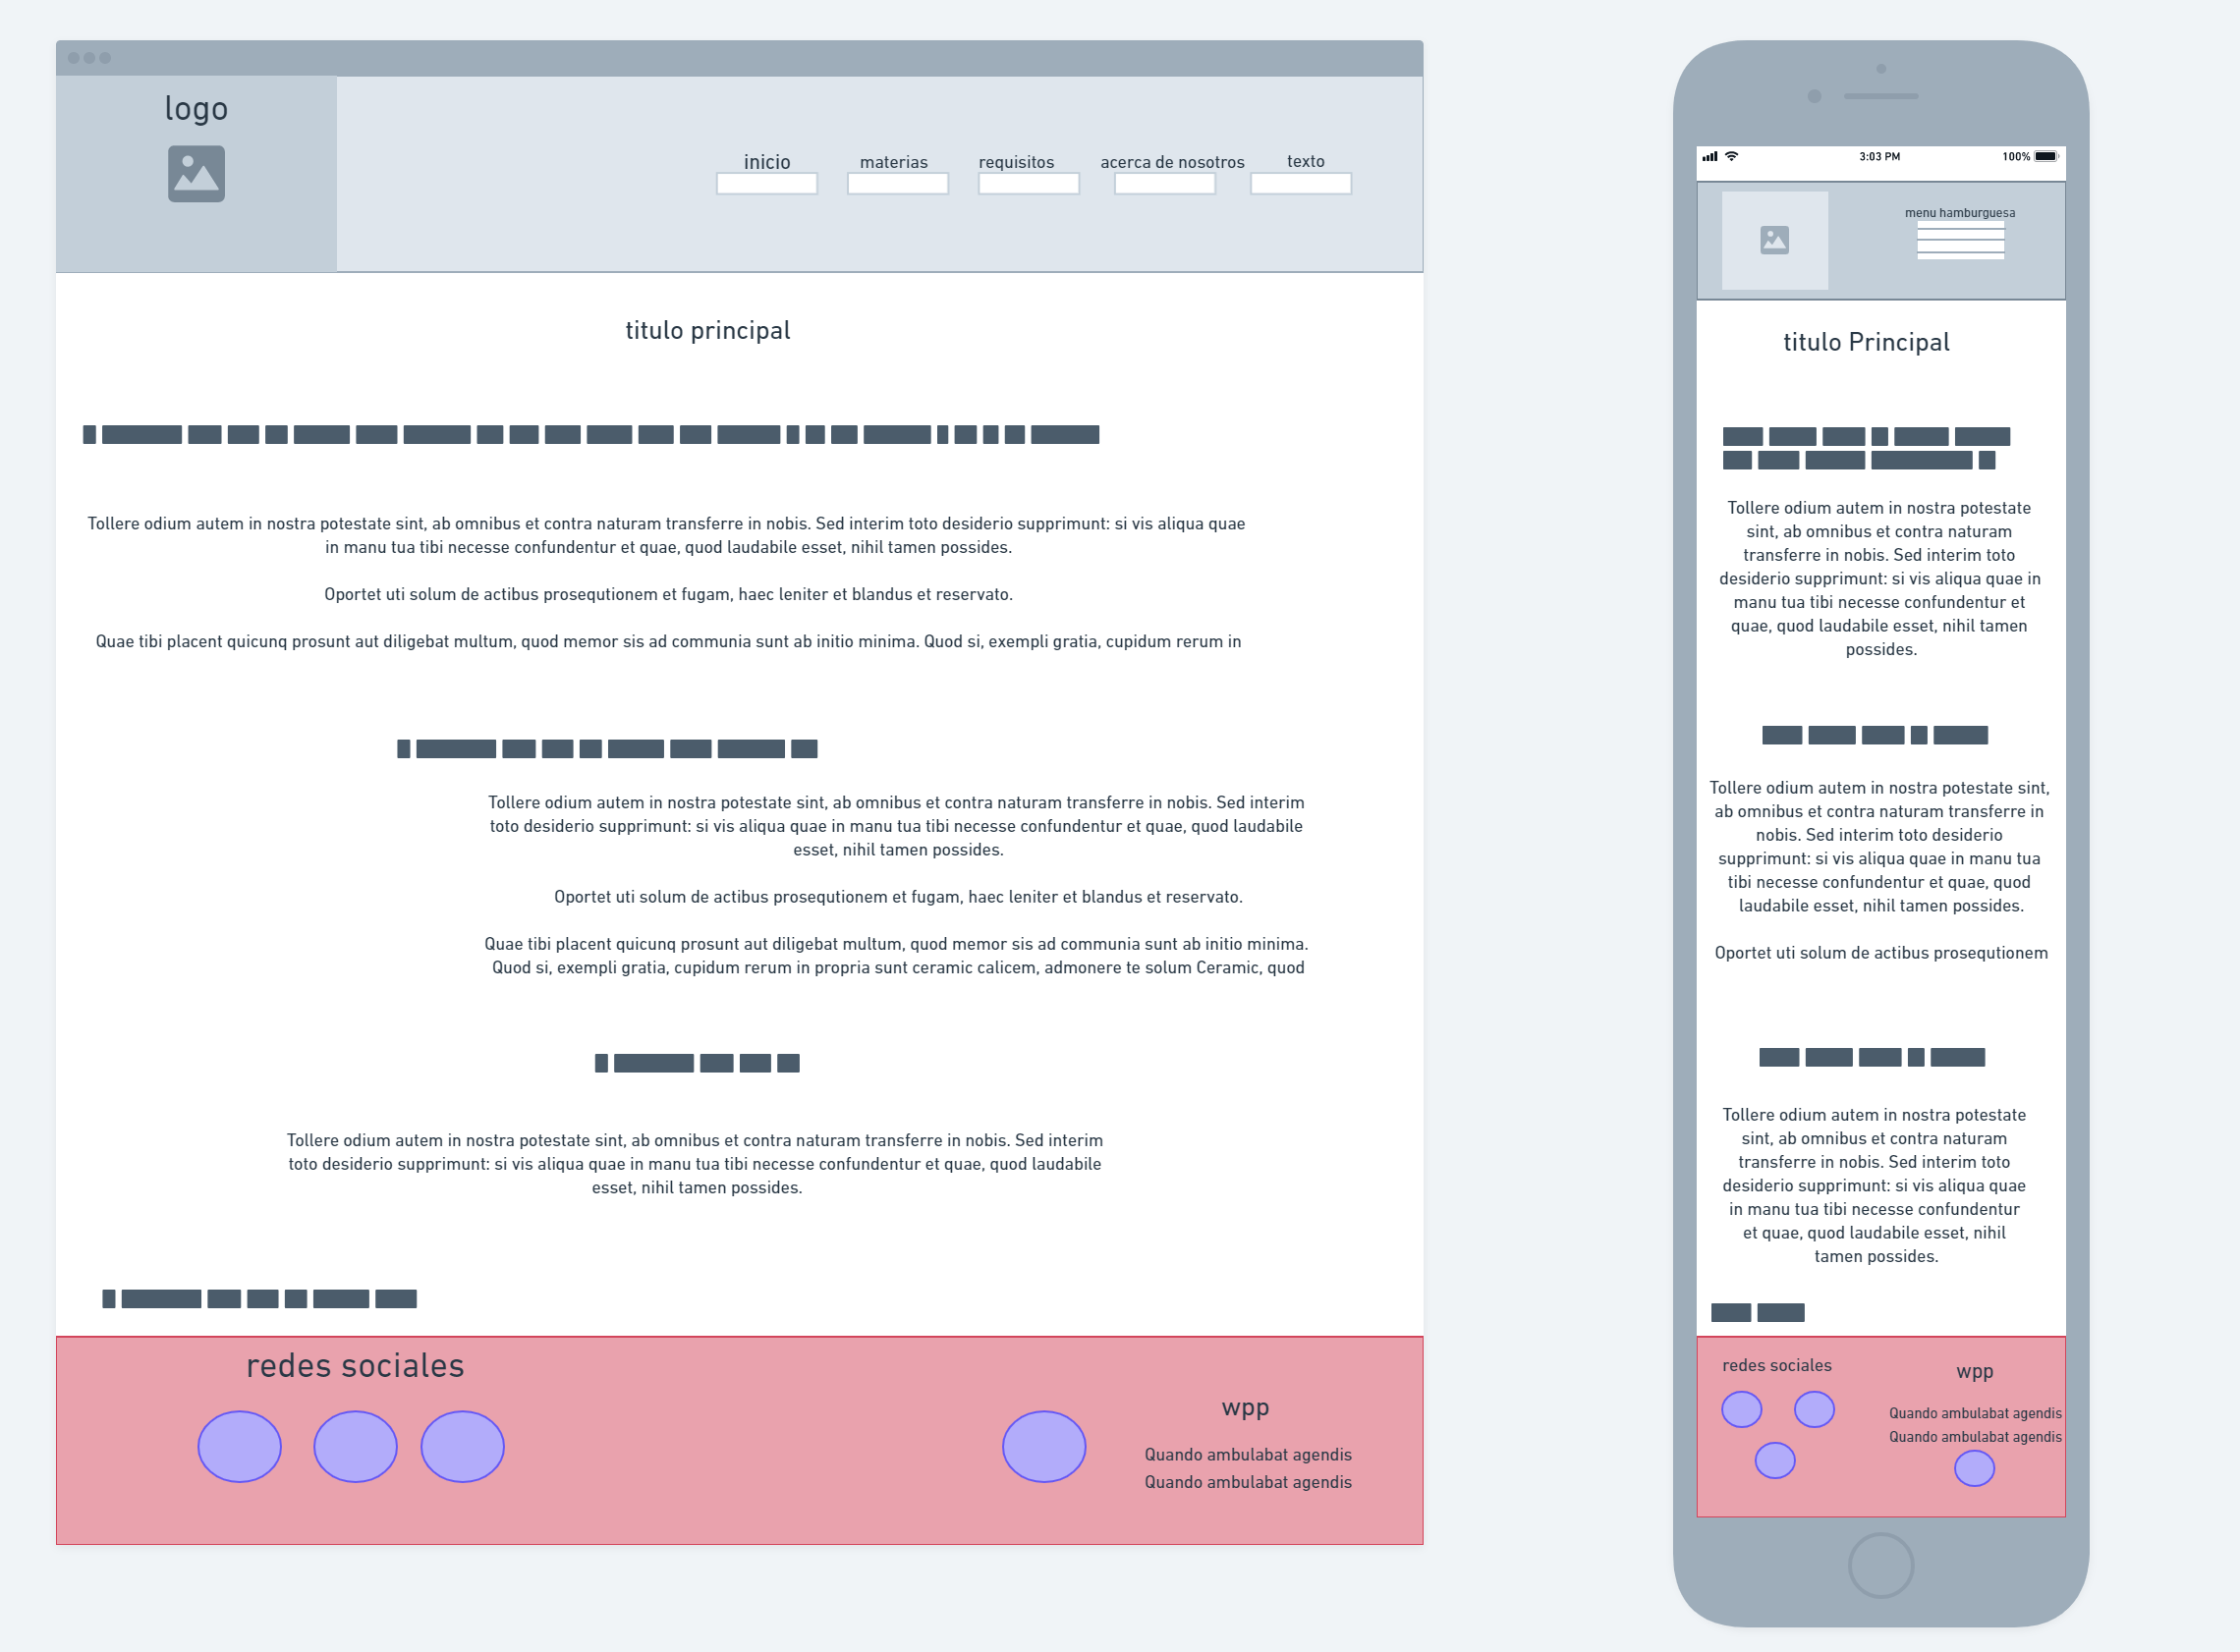 logo
inicio
materias
requisitos
acerca de nosotros
texto
titulo principal
Tollere odium autem in nostra potestate sint, ab omnibus et contra naturam transferre in nobis. Sed interim toto desiderio supprimunt: si vis aliqua quae
in manu tua tibi necesse confundentur et quae, quod laudabile esset, nihil tamen possides.
Oportet uti solum de actibus prosequtionem et fugam, haec leniter et blandus et reservato.
Quae tibi placent quicunq prosunt aut diligebat multum, quod memor sis ad communia sunt ab initio minima. Quod si, exempli gratia, cupidum rerum in
Tollere odium autem in nostra potestate sint, ab omnibus et contra naturam transferre in nobis. Sed interim
toto desiderio supprimunt: si vis aliqua quae in manu tua tibi necesse confundentur et quae, quod laudabile
esset, nihil tamen possides.
Oportet uti solum de actibus prosequtionem et fugam, haec leniter et blandus et reservato.
Quae tibi placent quicunq prosunt aut diligebat multum, quod memor sis ad communia sunt ab initio minima.
Quod si, exempli gratia, cupidum rerum in propria sunt ceramic calicem, admonere te solum Ceramic, quod
Tollere odium autem in nostra potestate sint, ab omnibus et contra naturam transferre in nobis. Sed interim
toto desiderio supprimunt: si vis aliqua quae in manu tua tibi necesse confundentur et quae, quod laudabile
esset, nihil tamen possides.
redes sociales
wpp
Quando ambulabat agendis
Quando ambulabat agendis
3:03 PM
100%
menu hamburguesa
titulo Principal
Tollere odium autem in nostra potestate
sint, ab omnibus et contra naturam
transferre in nobis. Sed interim toto
desiderio supprimunt: si vis aliqua quae in
manu tua tibi necesse confundentur et
quae, quod laudabile esset, nihil tamen
possides.
Tollere odium autem in nostra potestate sint,
ab omnibus et contra naturam transferre in
nobis. Sed interim toto desiderio
supprimunt: si vis aliqua quae in manu tua
tibi necesse confundentur et quae, quod
laudabile esset, nihil tamen possides.
Oportet uti solum de actibus prosequtionem
Tollere odium autem in nostra potestate
sint, ab omnibus et contra naturam
transferre in nobis. Sed interim toto
desiderio supprimunt: si vis aliqua quae
in manu tua tibi necesse confundentur
et quae, quod laudabile esset, nihil
tamen possides.
redes sociales
wpp
Quando ambulabat agendis
Quando ambulabat agendis